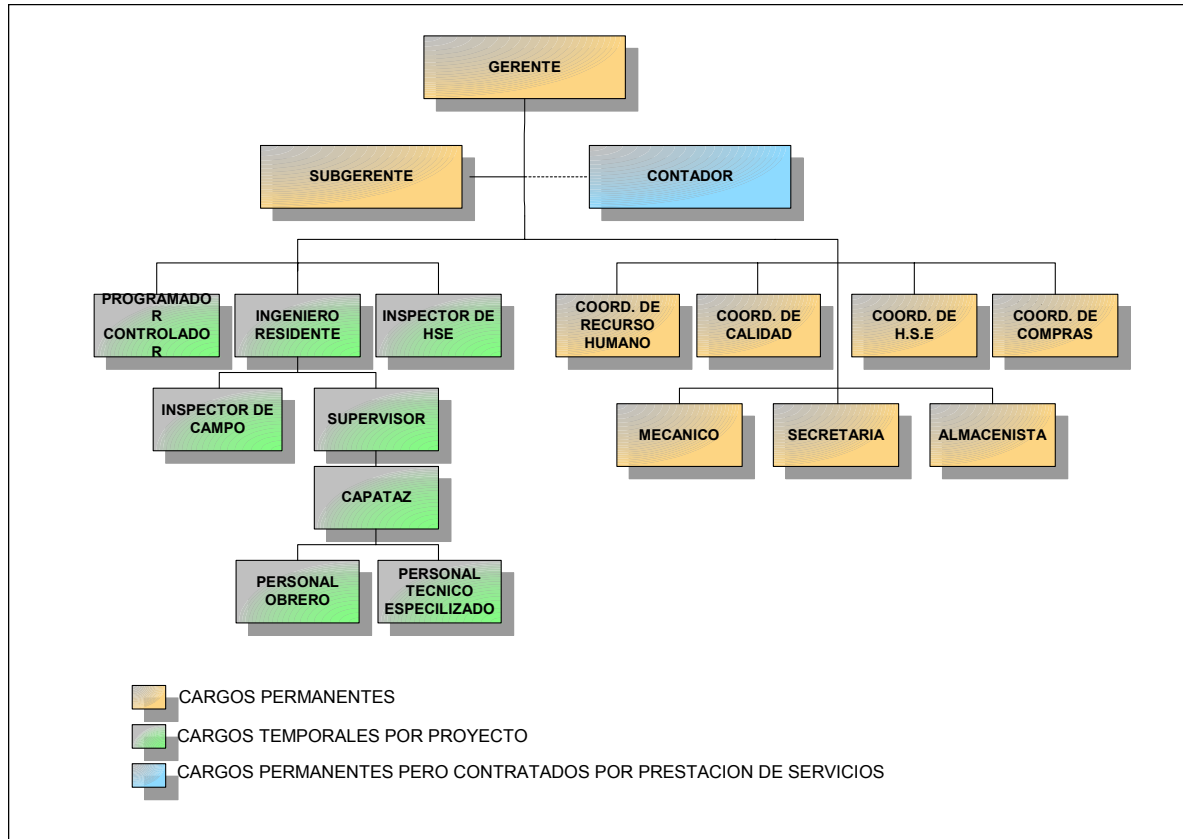 GERENTE
SUBGERENTE
CONTADOR
PROGRAMADO
R
CONTROLADO
R
INGENIERO
RESIDENTE
INSPECTOR DE
HSE
COORD. DE
RECURSO
HUMANO
COORD. DE
CALIDAD
COORD. DE
H.S.E
COORD. DE
COMPRAS
INSPECTOR DE
CAMPO
SUPERVISOR
MECANICO
SECRETARIA
ALMACENISTA
CAPATAZ
PERSONAL
OBRERO
PERSONAL
TECNICO
ESPECILIZADO
CARGOS PERMANENTES
CARGOS TEMPORALES POR PROYECTO
CARGOS PERMANENTES PERO CONTRATADOS POR PRESTACION DE SERVICIOS